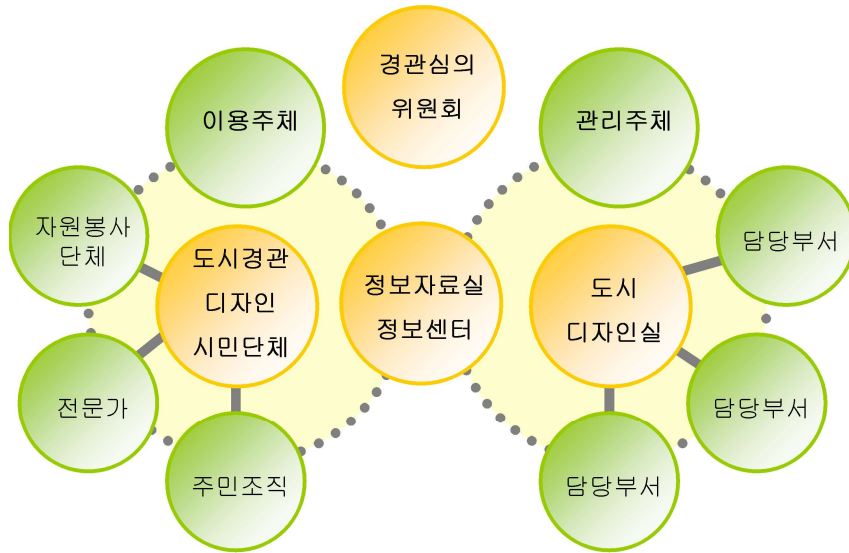 경관심의
위원회
이용주체
관리주체
자원봉사
단체
도시경관
디자인
시민단체
정보자료실
정보센터
도시
디자인실
담당부서
전문가
담당부서
주민조직
담당부서